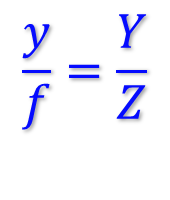 y/f = Y/Z